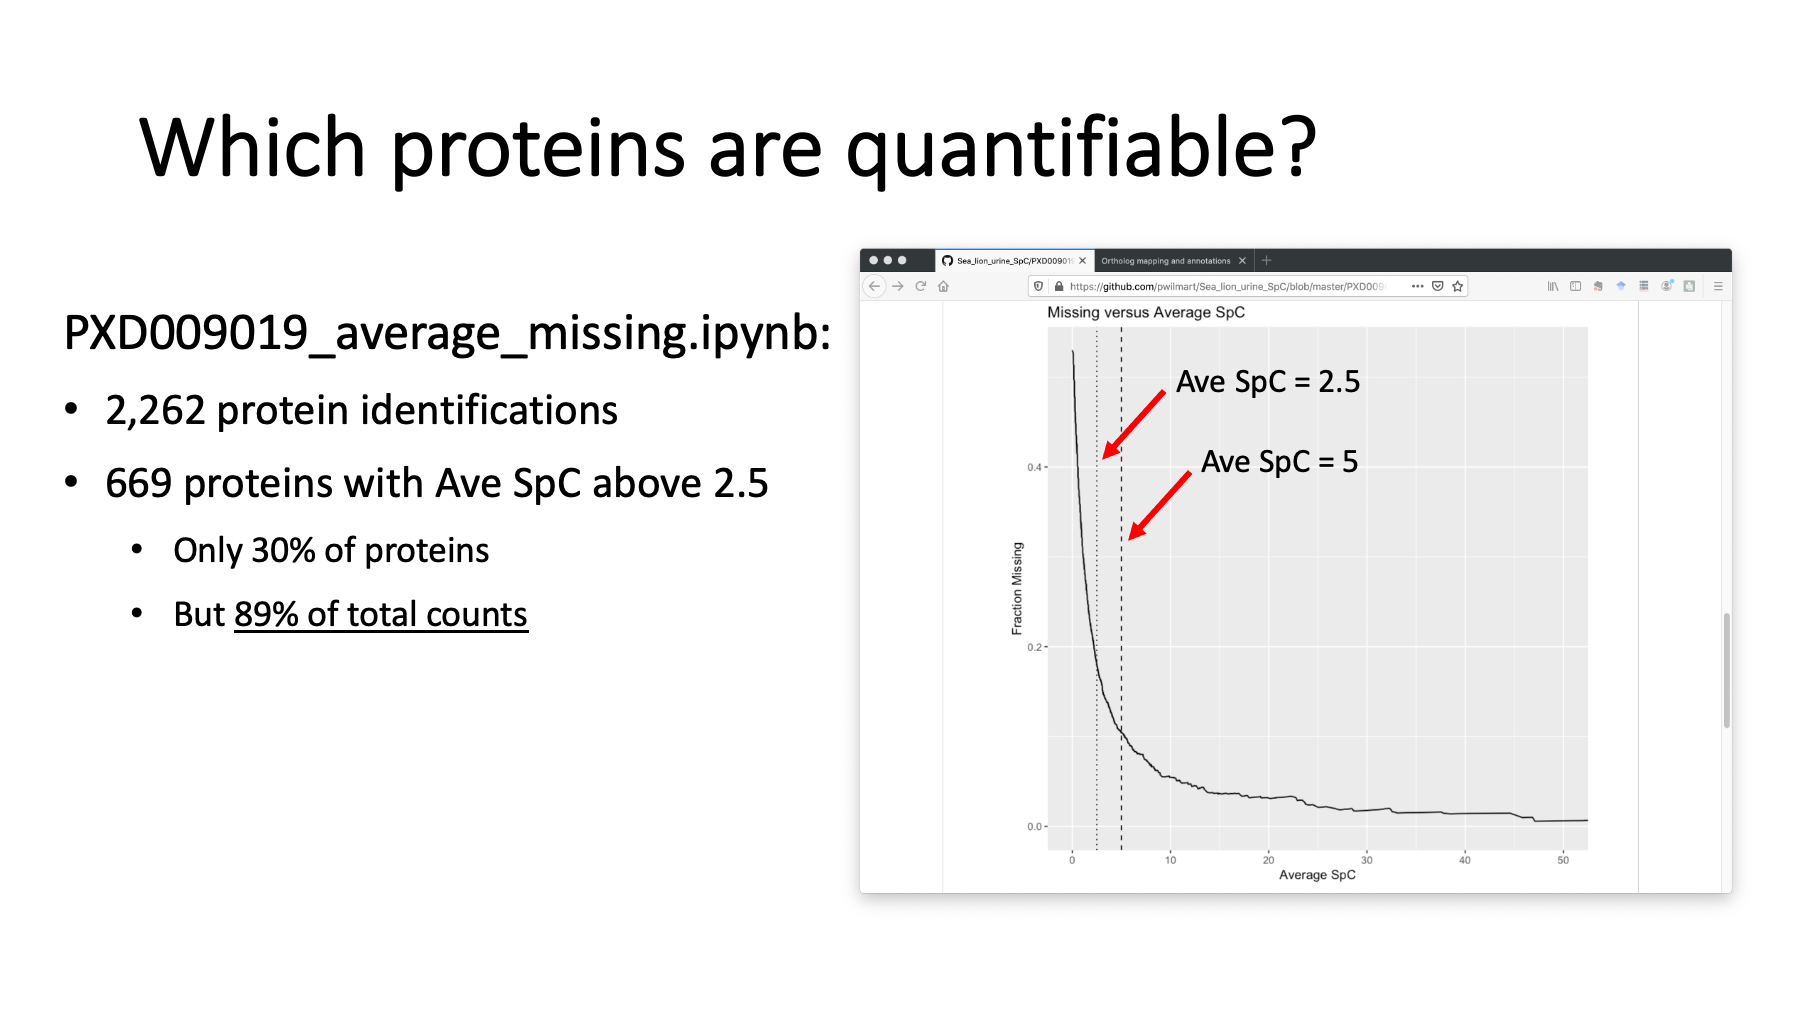 Which proteins are quantifiable?
PXD009019_average_missing.ipynb:
• 2,262 protein identifications
• 669 proteins with Ave SpC above 2.5
• Only 30% of proteins
• But 89% of total counts
Sea_lion_urine_SpC/PXD009019
Ortholog mapping and annotations
https://github.com/pwilmart/Sea_lion_urine_SpC/blob/master/PXD009
Missing versus Average SpC
Ave SpC = 2.5
Ave SpC = 5
Fraction Missing
0.4
0.2
0.0
0 10 20 30 40 50
Average SpC